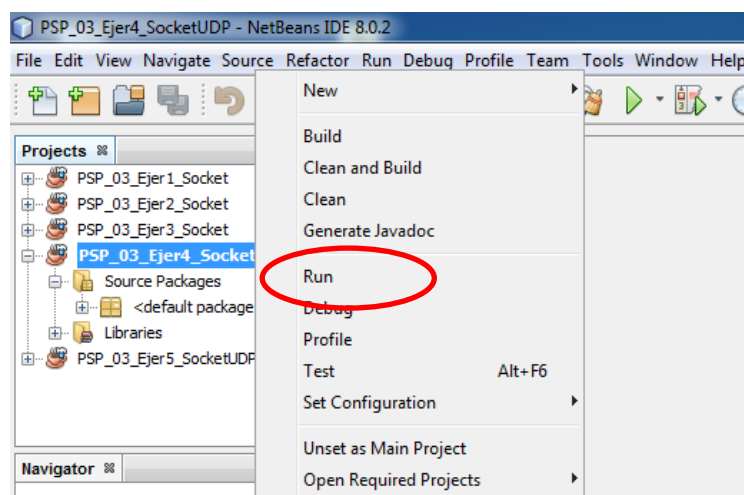 PSP_03_Ejer4_SocketUDP - NetBeans IDE 8.0.2
File Edit View Navigate Source Refactor Run Debug Profile Team Tools Window Help
Projects
PSP_03_Ejer1_Socket
PSP_03_Ejer2_Socket
PSP_03_Ejer3_Socket
PSP_03_Ejer4_Socket
Source Packages
<default package
Libraries
PSP_03_Ejer5_SocketUDP
Navigator
New
Build
Clean and Build
Clean
Generate Javadoc
Run
Debug
Profile
Test Alt+F6
Set Configuration
Unset as Main Project
Open Required Projects